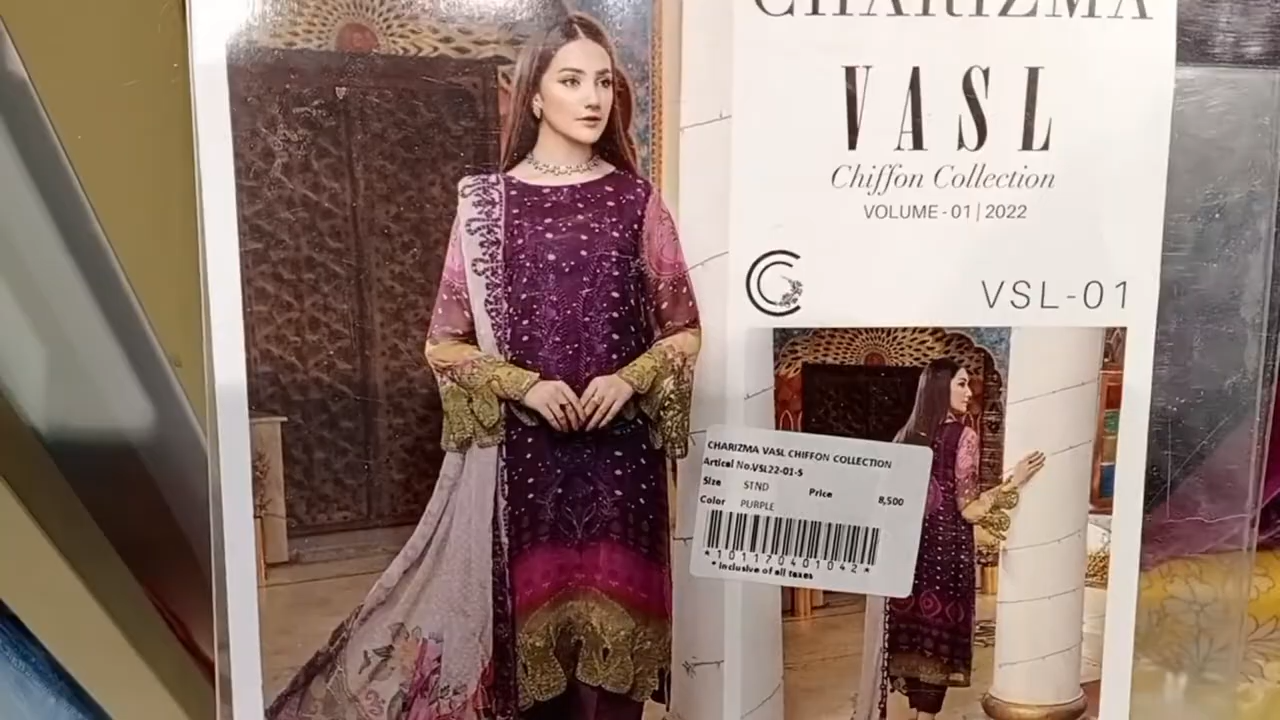 CHARIZMA
VASL
Chiffon Collection
VOLUME - 01 | 2022
VSL-01
CHARIZMA VASL CHIFFON COLLECTION
Artical No.VSL22-01-S
Size STND Price 8,500
Color PURPLE
*101170401042*
* Inclusive of all taxes